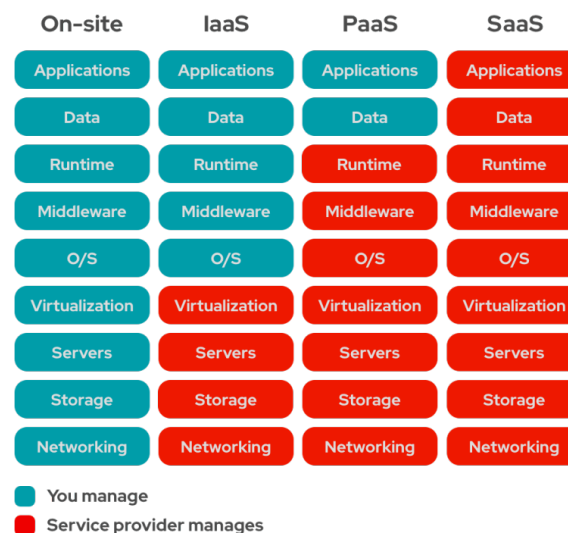 On-site IaaS PaaS SaaS
Applications Applications Applications Applications
Data Data Data Data
Runtime Runtime Runtime Runtime
Middleware Middleware Middleware Middleware
O/S O/S O/S O/S
Virtualization Virtualization Virtualization Virtualization
Servers Servers Servers Servers
Storage Storage Storage Storage
Networking Networking Networking Networking
You manage
Service provider manages